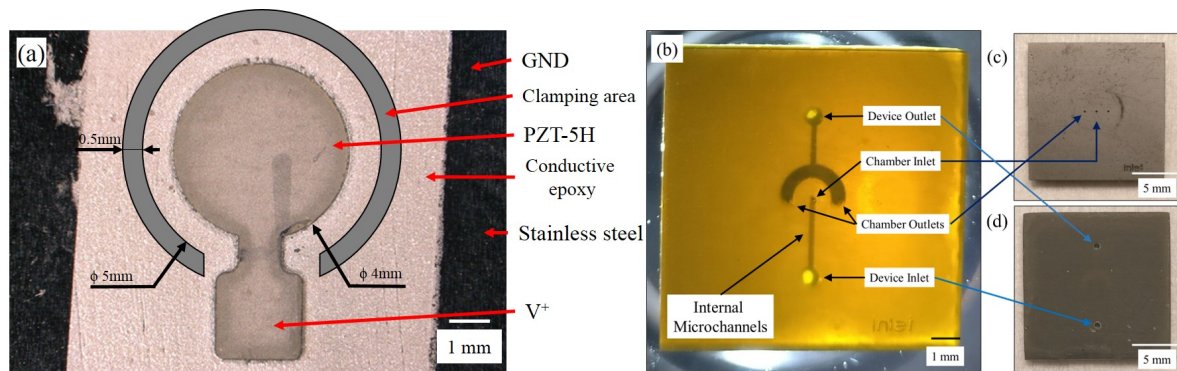 (a)
GND
Clamping area
0.5mm
PZT-5H
Conductive
epoxy
Stainless steel
ϕ 5mm
ϕ 4mm
V⁺
1 mm
(b)
Device Outlet
Chamber Inlet
Chamber Outlets
Device Inlet
Internal
Microchannels
1 mm
(c)
5 mm
(d)
5 mm